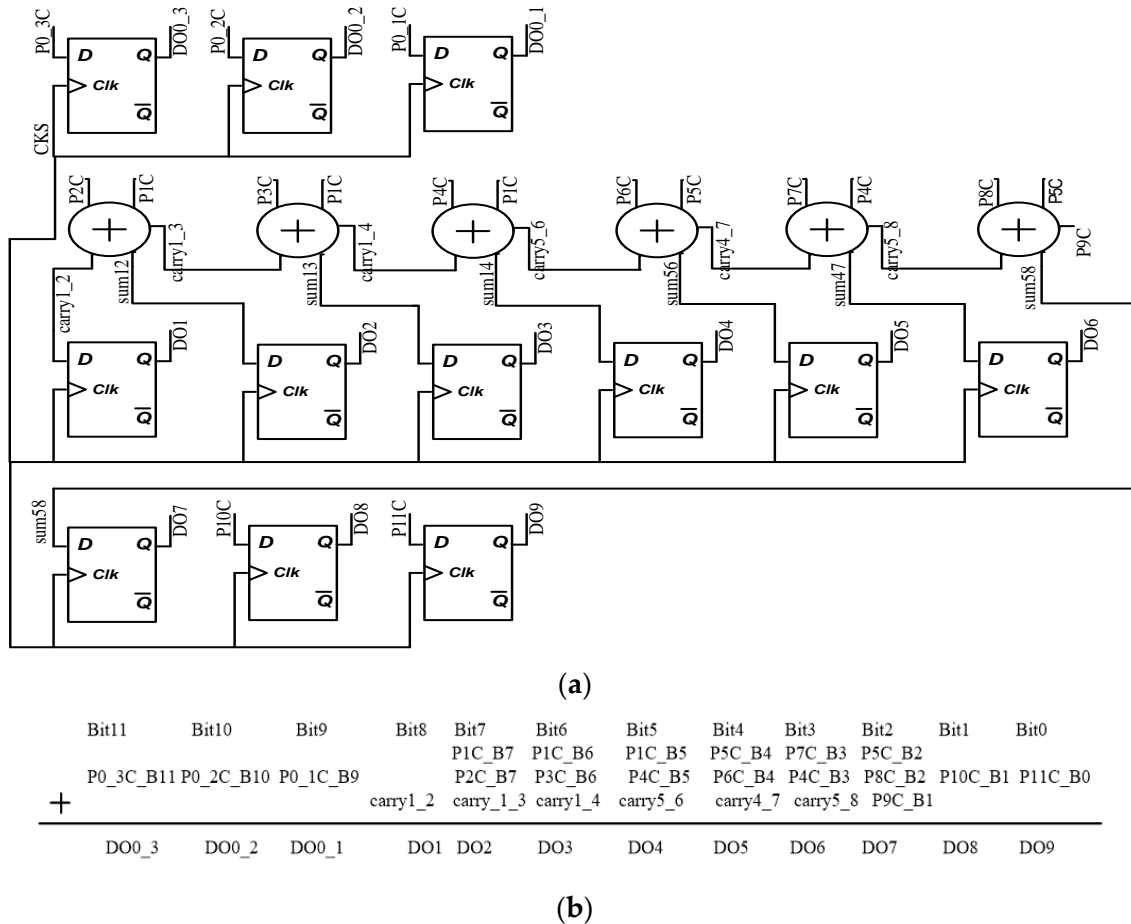 P0_3C DO0_3 P0_2C DO0_2 P0_1C DO0_1
D Q D Q D Q
Clk Clk Clk
Q Q Q
CKS
P2C P1C P3C P1C P4C P1C P6C P5C P7C P4C P8C P5C
+ + + + + +
carry1_3 carry1_4 carry5_6 carry4_7 carry5_8 P9C
carry1_2 sum12 sum13 sum14 sum56 sum47 sum58
DO1 DO2 DO3 DO4 DO5 DO6
D Q D Q D Q D Q D Q D Q
Clk Clk Clk Clk Clk Clk
Q Q Q Q Q Q
sum58 DO7 P10C DO8 P11C DO9
D Q D Q D Q
Clk Clk Clk
Q Q Q
(a)
Bit11 Bit10 Bit9 Bit8 Bit7 Bit6 Bit5 Bit4 Bit3 Bit2 Bit1 Bit0
P1C_B7 P1C_B6 P1C_B5 P5C_B4 P7C_B3 P5C_B2
P0_3C_B11 P0_2C_B10 P0_1C_B9 P2C_B7 P3C_B6 P4C_B5 P6C_B4 P4C_B3 P8C_B2 P10C_B1 P11C_B0
+ carry1_2 carry_1_3 carry1_4 carry5_6 carry4_7 carry5_8 P9C_B1
DO0_3 DO0_2 DO0_1 DO1 DO2 DO3 DO4 DO5 DO6 DO7 DO8 DO9
(b)